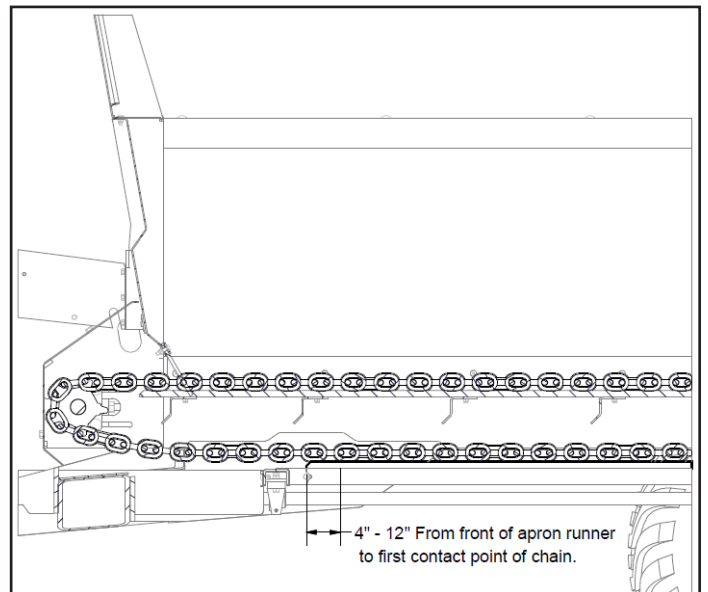 4" - 12" From front of apron runner
to first contact point of chain.